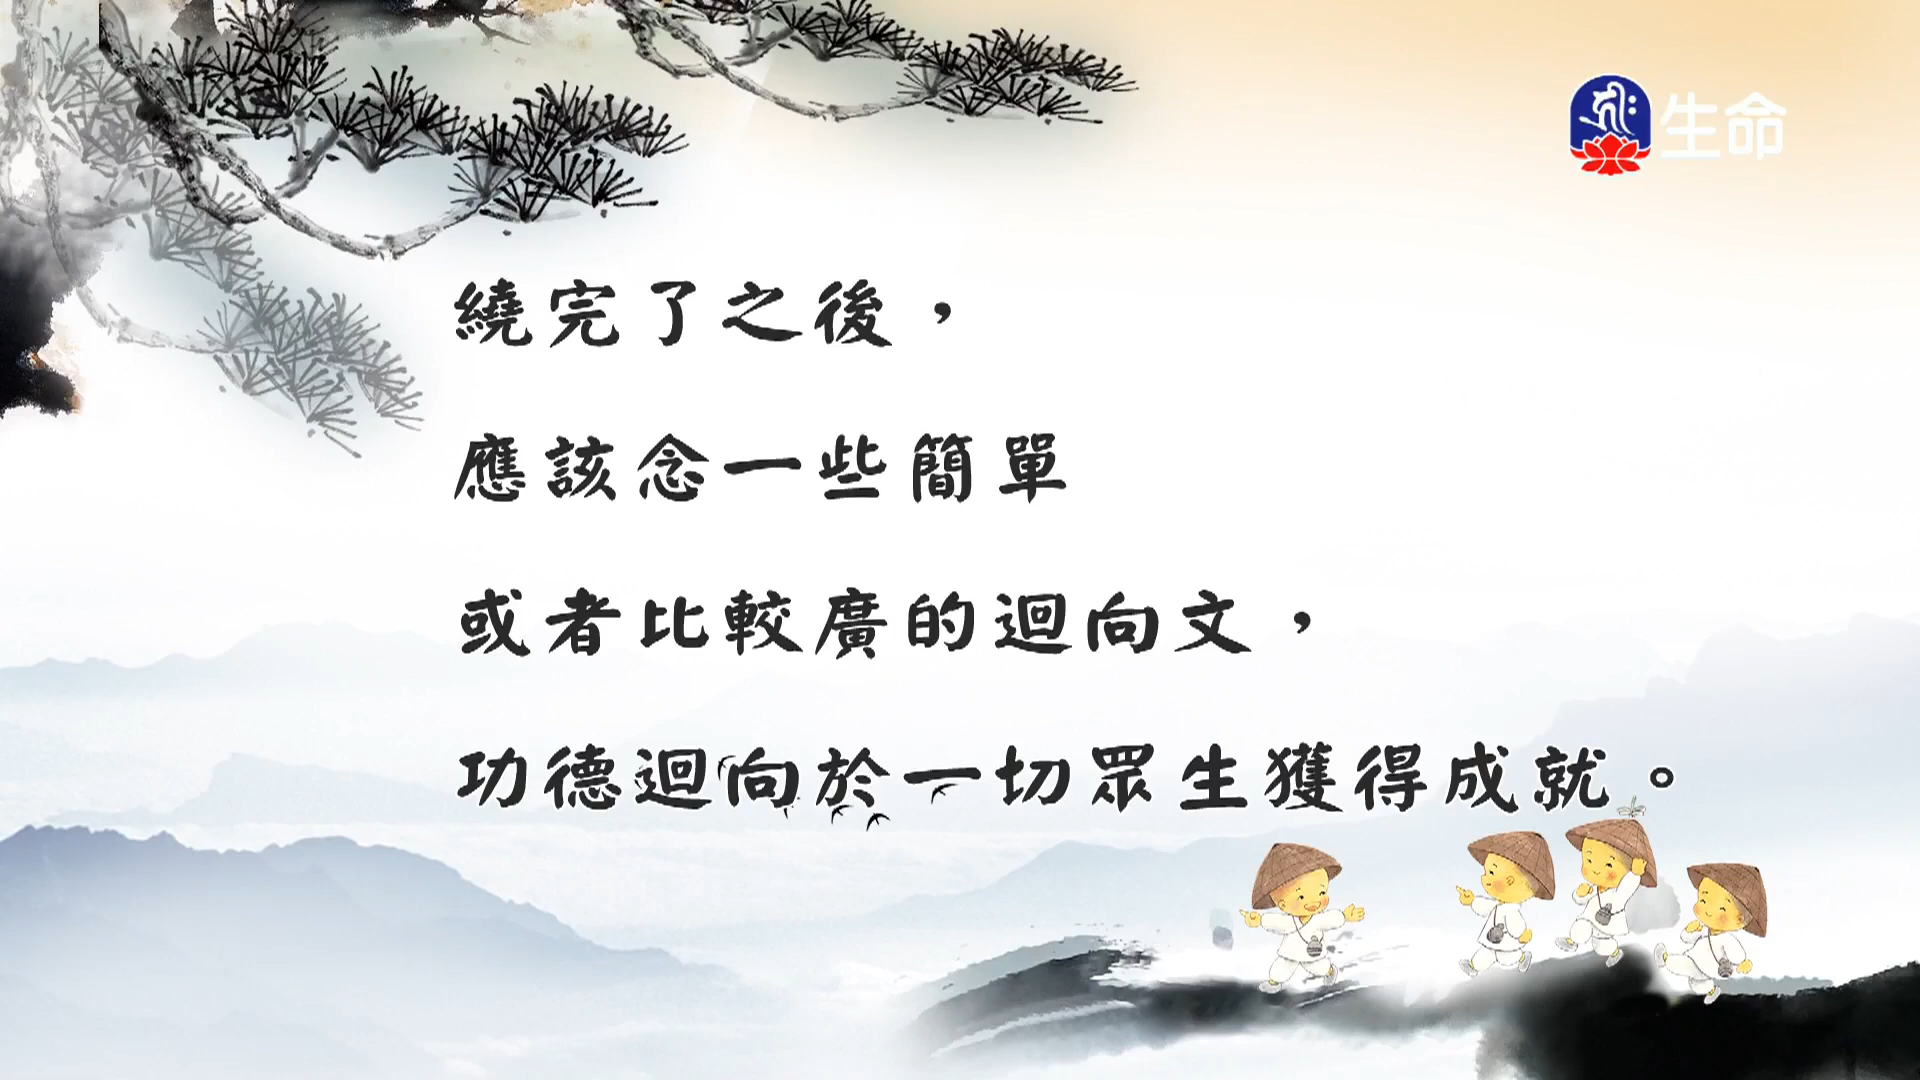 生命
繞完了之後，
應該念一些簡單
或者比較廣的迴向文，
功德迴向於一切眾生獲得成就。